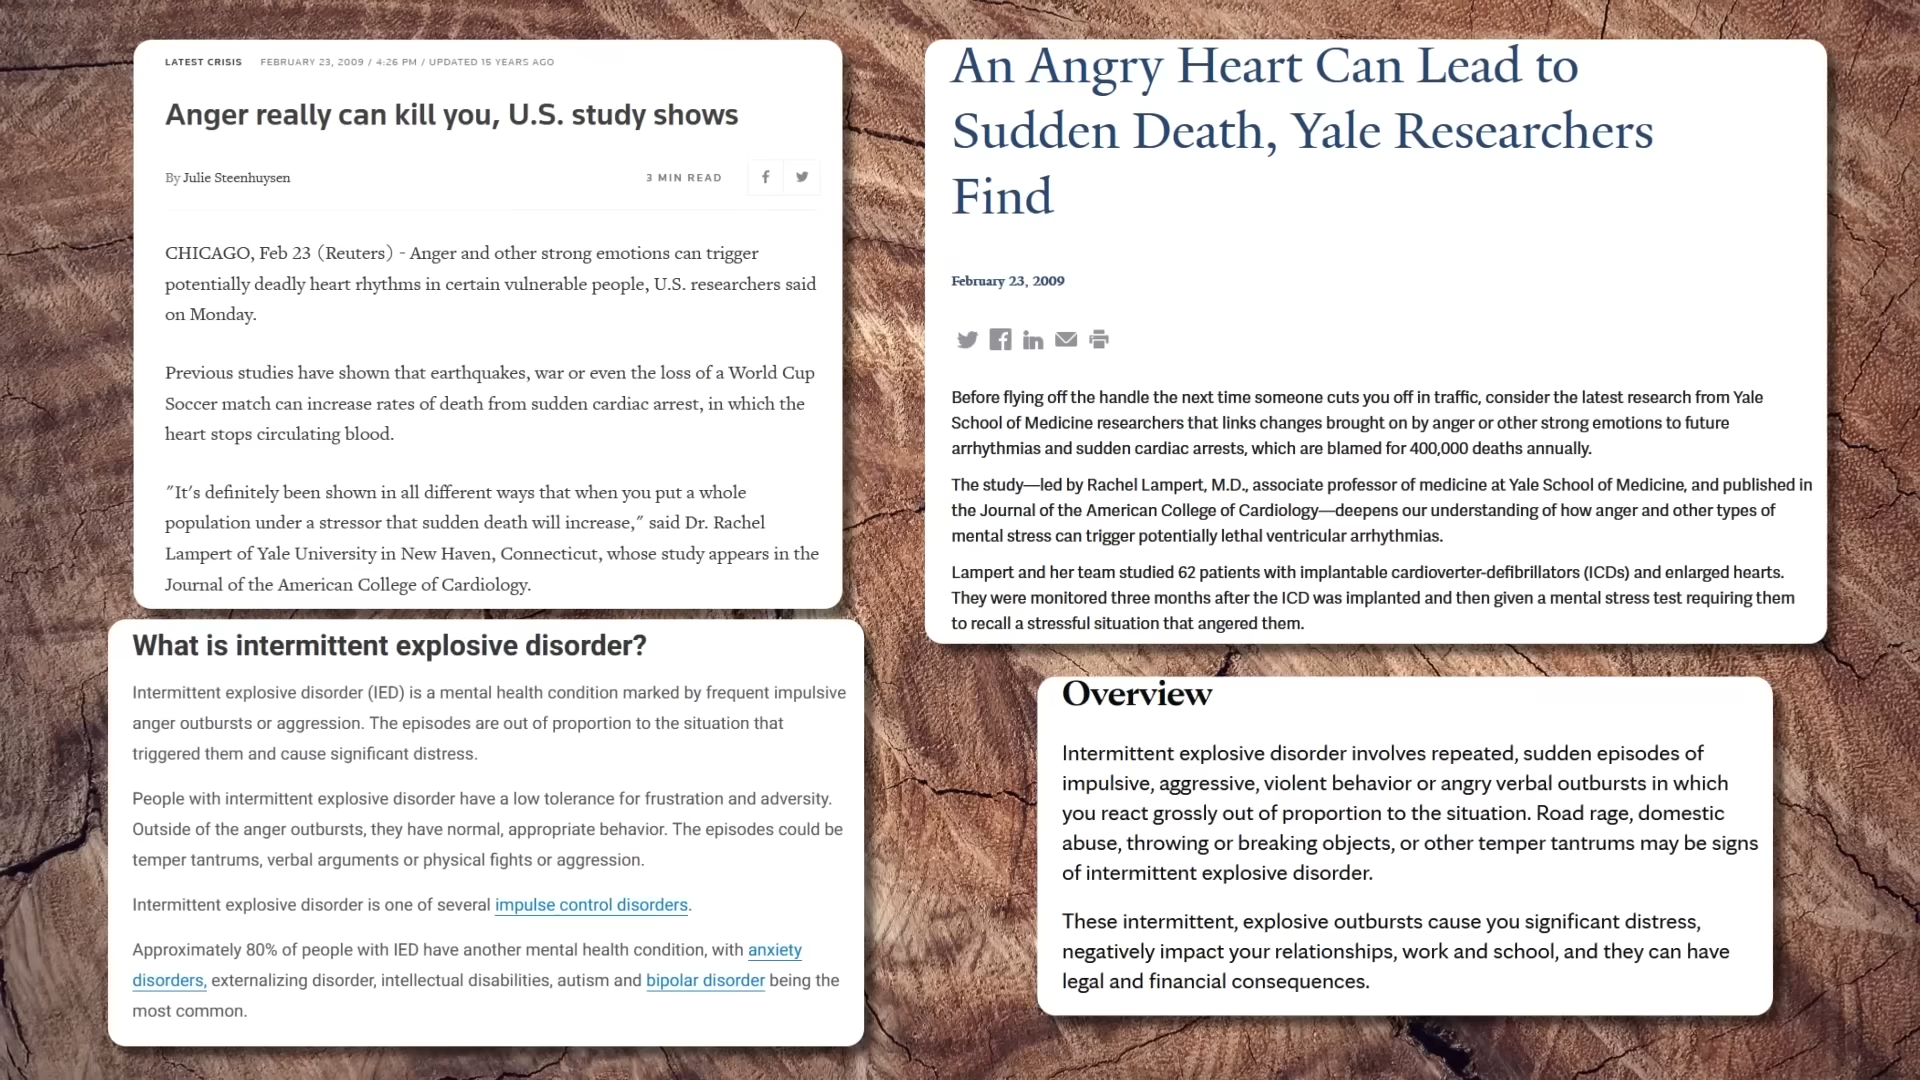 LATEST CRISIS FEBRUARY 23, 2009 / 4:26 PM / UPDATED 15 YEARS AGO
Anger really can kill you, U.S. study shows
By Julie Steenhuysen
3 MIN READ
CHICAGO, Feb 23 (Reuters) - Anger and other strong emotions can trigger
potentially deadly heart rhythms in certain vulnerable people, U.S. researchers said
on Monday.
Previous studies have shown that earthquakes, war or even the loss of a World Cup
Soccer match can increase rates of death from sudden cardiac arrest, in which the
heart stops circulating blood.
"It's definitely been shown in all different ways that when you put a whole
population under a stressor that sudden death will increase," said Dr. Rachel
Lampert of Yale University in New Haven, Connecticut, whose study appears in the
Journal of the American College of Cardiology.
An Angry Heart Can Lead to
Sudden Death, Yale Researchers
Find
February 23, 2009
Before flying off the handle the next time someone cuts you off in traffic, consider the latest research from Yale
School of Medicine researchers that links changes brought on by anger or other strong emotions to future
arrhythmias and sudden cardiac arrests, which are blamed for 400,000 deaths annually.
The study—led by Rachel Lampert, M.D., associate professor of medicine at Yale School of Medicine, and published in
the Journal of the American College of Cardiology—deepens our understanding of how anger and other types of
mental stress can trigger potentially lethal ventricular arrhythmias.
Lampert and her team studied 62 patients with implantable cardioverter-defibrillators (ICDs) and enlarged hearts.
They were monitored three months after the ICD was implanted and then given a mental stress test requiring them
to recall a stressful situation that angered them.
What is intermittent explosive disorder?
Intermittent explosive disorder (IED) is a mental health condition marked by frequent impulsive
anger outbursts or aggression. The episodes are out of proportion to the situation that
triggered them and cause significant distress.
People with intermittent explosive disorder have a low tolerance for frustration and adversity.
Outside of the anger outbursts, they have normal, appropriate behavior. The episodes could be
temper tantrums, verbal arguments or physical fights or aggression.
Intermittent explosive disorder is one of several impulse control disorders.
Approximately 80% of people with IED have another mental health condition, with anxiety
disorders, externalizing disorder, intellectual disabilities, autism and bipolar disorder being the
most common.
Overview
Intermittent explosive disorder involves repeated, sudden episodes of
impulsive, aggressive, violent behavior or angry verbal outbursts in which
you react grossly out of proportion to the situation. Road rage, domestic
abuse, throwing or breaking objects, or other temper tantrums may be signs
of intermittent explosive disorder.
These intermittent, explosive outbursts cause you significant distress,
negatively impact your relationships, work and school, and they can have
legal and financial consequences.